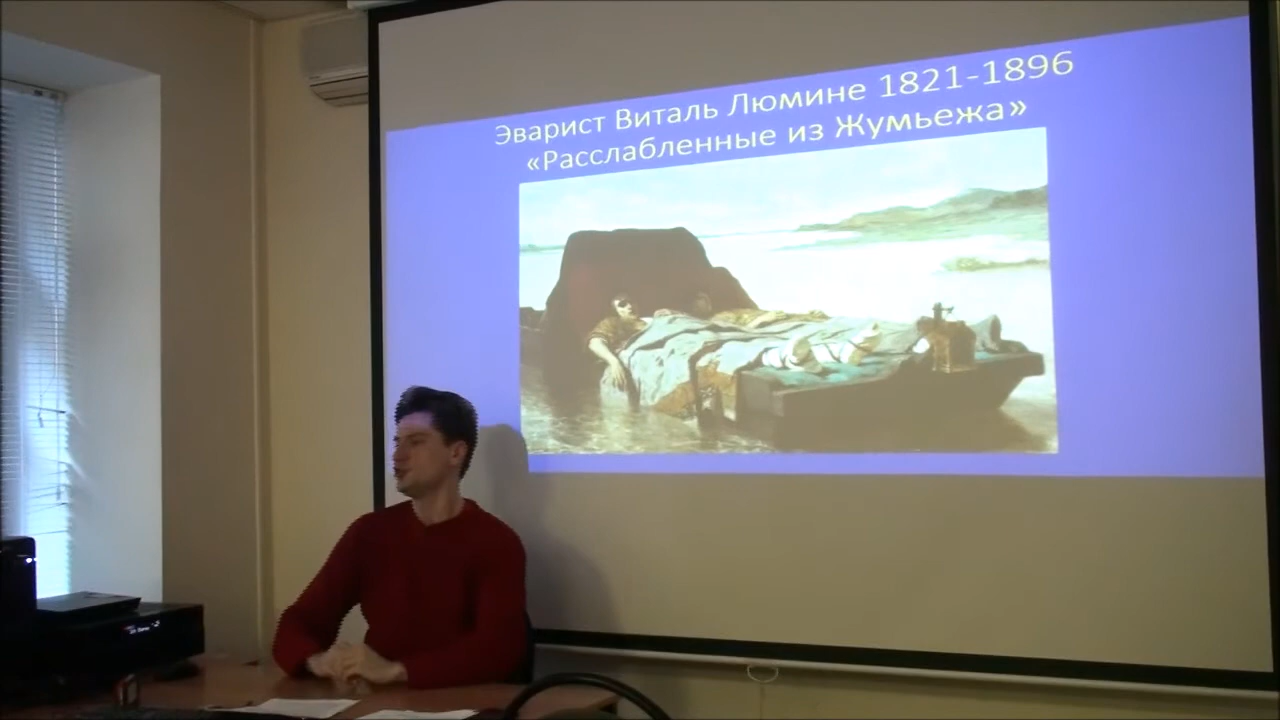 Эварист Виталь Люмине 1821-1896
«Расслабленные из Жумьежа»